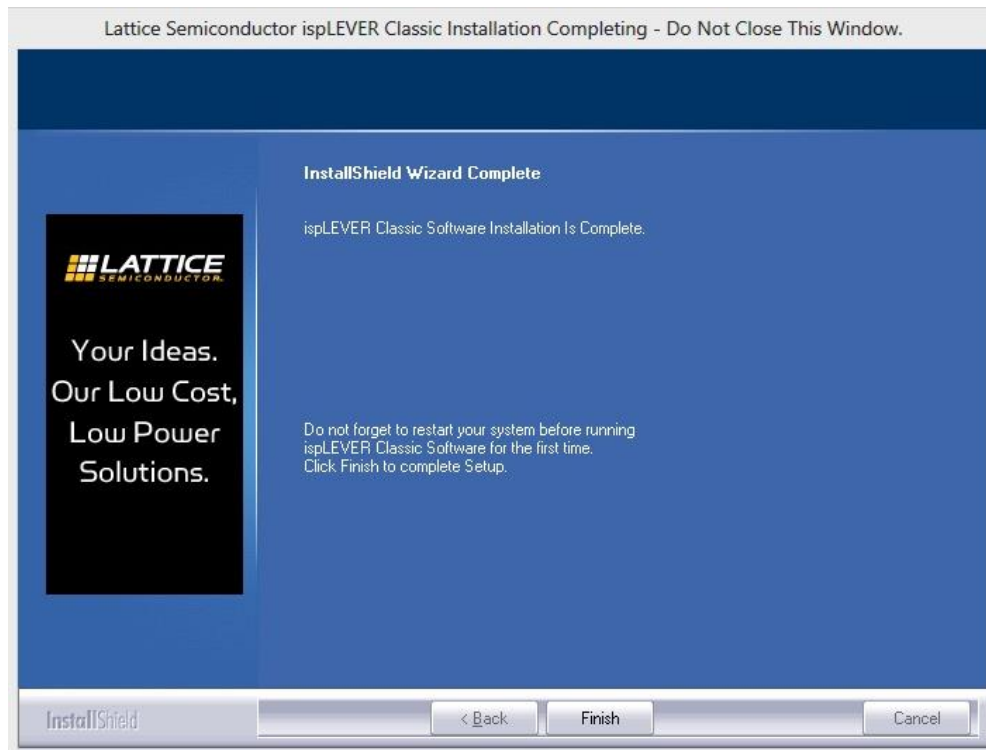 Lattice Semiconductor ispLEVER Classic Installation Completing - Do Not Close This Window.
InstallShield Wizard Complete
ispLEVER Classic Software Installation Is Complete.
LATTICE
SEMICONDUCTOR.
Your Ideas.
Our Low Cost,
Low Power
Solutions.
Do not forget to restart your system before running
ispLEVER Classic Software for the first time.
Click Finish to complete Setup.
InstallShield
< Back
Finish
Cancel